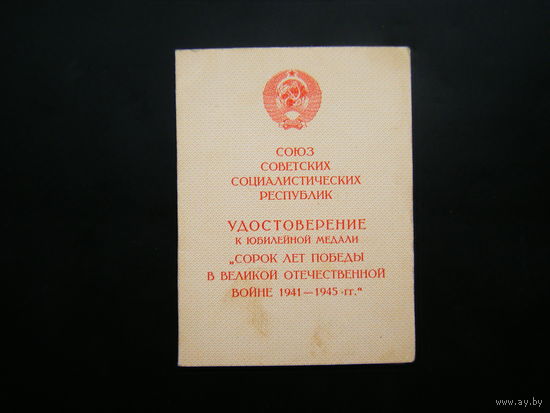 СОЮЗ
СОВЕТСКИХ
СОЦИАЛИСТИЧЕСКИХ
РЕСПУБЛИК
УДОСТОВЕРЕНИЕ
К ЮБИЛЕЙНОЙ МЕДАЛИ
„СОРОК ЛЕТ ПОБЕДЫ
В ВЕЛИКОЙ ОТЕЧЕСТВЕННОЙ
ВОЙНЕ 1941—1945 гг.“
www.ay.by